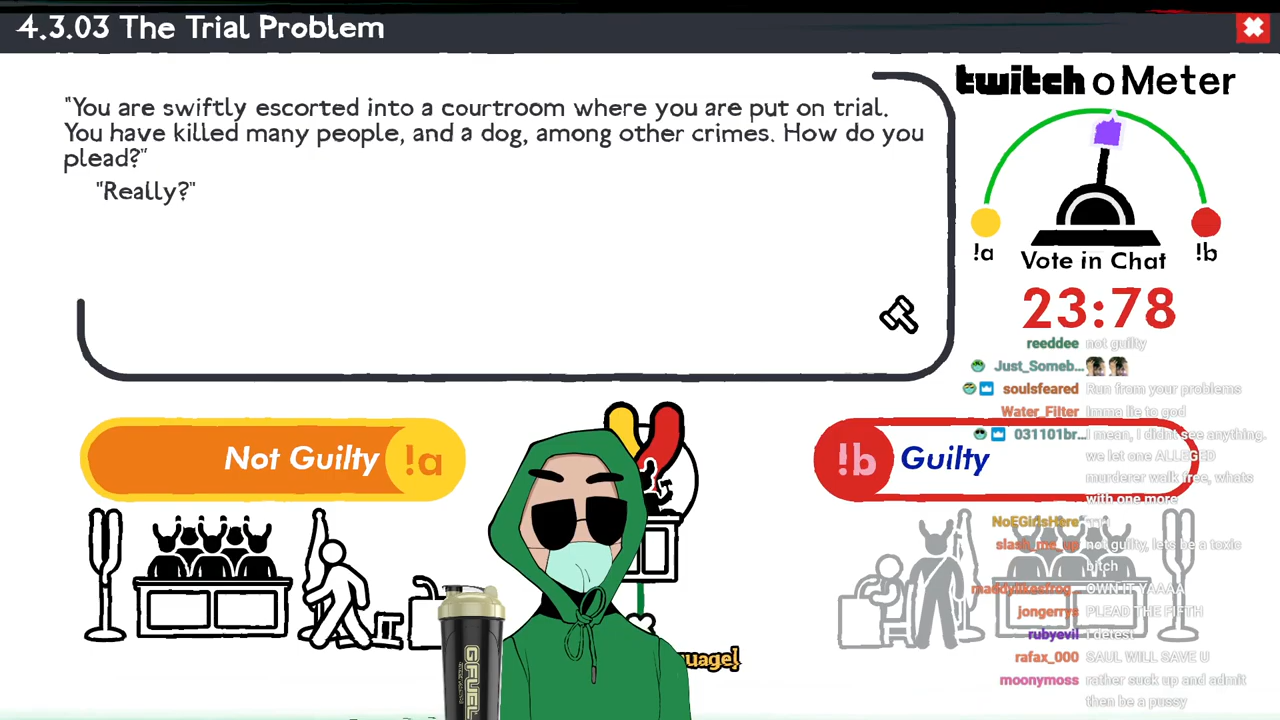 4.3.03 The Trial Problem
"You are swiftly escorted into a courtroom where you are put on trial.
You have killed many people, and a dog, among other crimes. How do you
plead?"
"Really?"
twitch o Meter
!a
!b
Vote in Chat
23:78
reeddee not guilty
Just_Someb...
soulsfeared Run from your problems
Water_Filter Imma lie to god
031101br... I mean, I didnt see anything.
we let one ALLEGED
murderer walk free, whats
with one more
NoEGirlsHere
slash_me_up not guilty, lets be a toxic
bitch
OWN IT YAAAA
jongerrys PLEAD THE FIFTH
rubyevil I detest
rafax_000 SAUL WILL SAVE U
moonymoss rather suck up and admit
then be a pussy
Not Guilty !a
!b Guilty
GFUEL
uage!